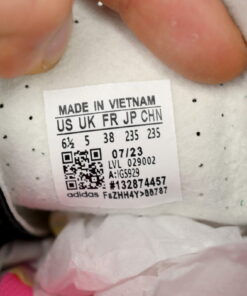 MADE IN VIETNAM
US UK FR JP CHN
6½ 5 38 235 235
07/23
LVL 029002
A:IG5929
#132874457
adidas